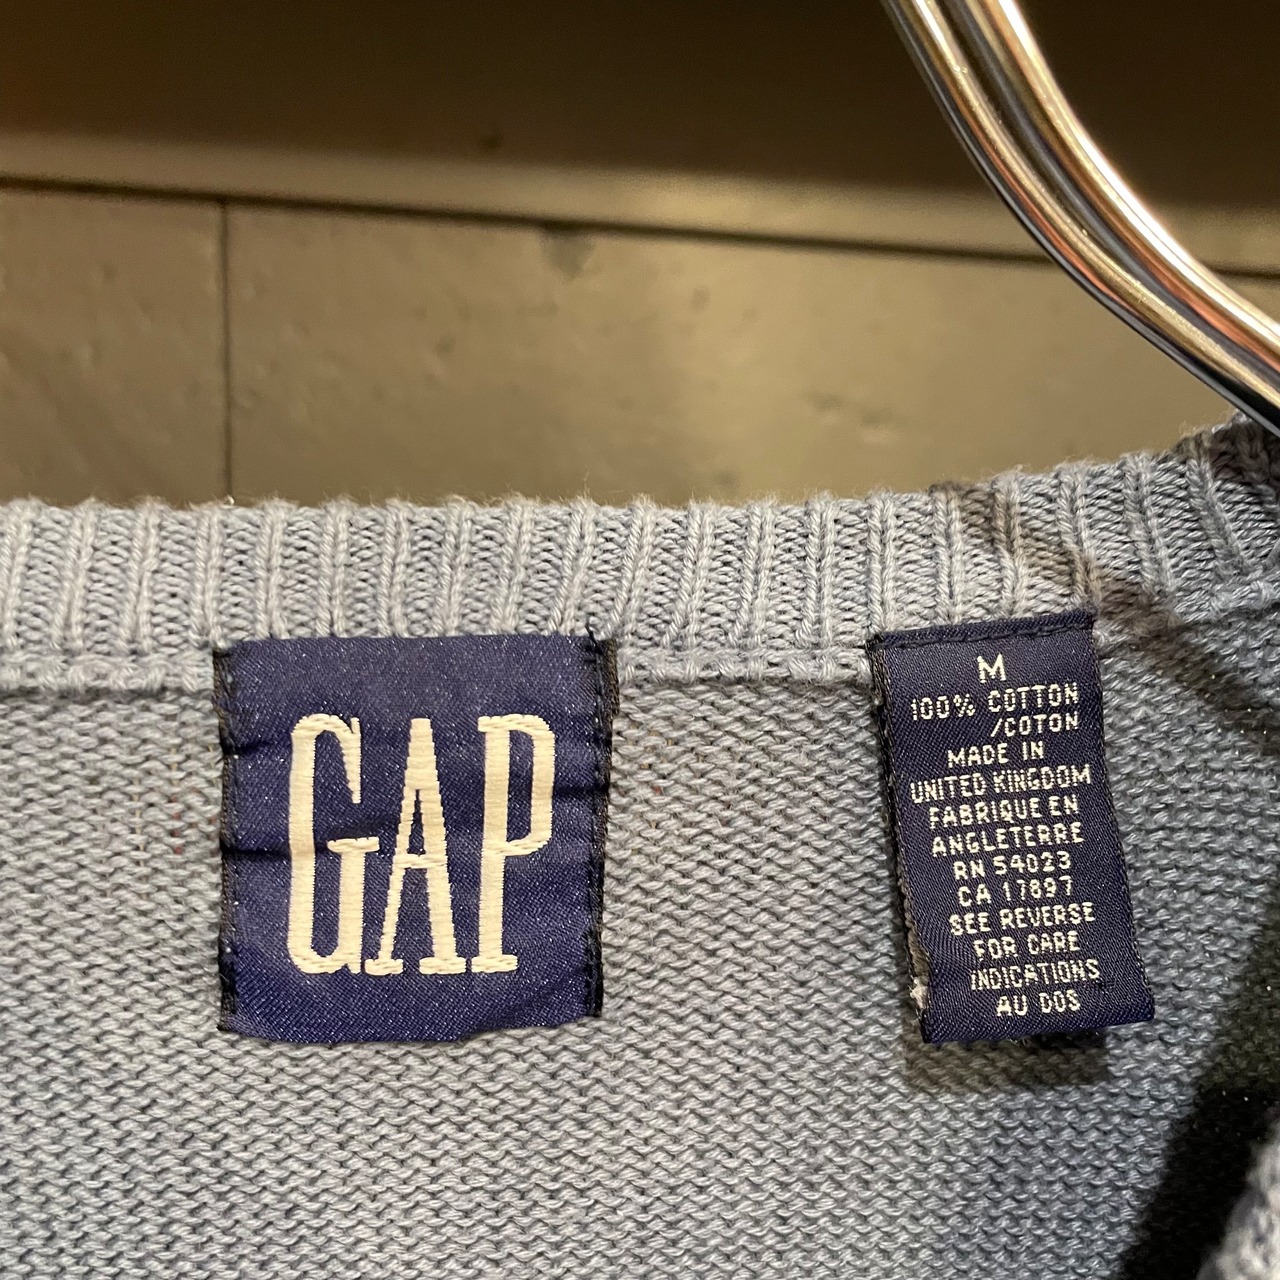 GAP
M
100% COTTON
/COTON
MADE IN
UNITED KINGDOM
FABRIQUE EN
ANGLETERRE
RN 54023
CA 17897
SEE REVERSE
FOR CARE
INDICATIONS
AU DOS